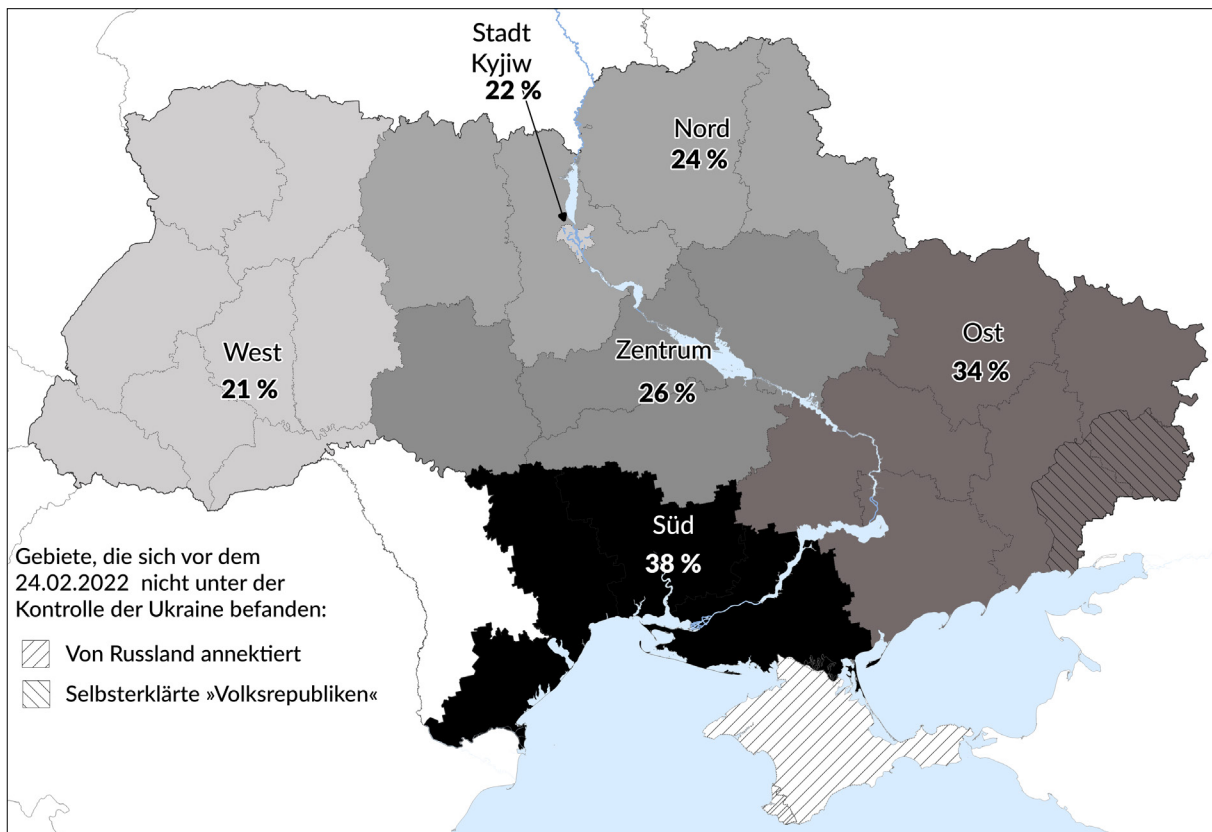 Stadt
Kyjiw
22 %
Nord
24 %
West
21 %
Zentrum
26 %
Ost
34 %
Süd
38 %
Gebiete, die sich vor dem
24.02.2022 nicht unter der
Kontrolle der Ukraine befanden:
Von Russland annektiert
Selbsterklärte »Volksrepubliken«